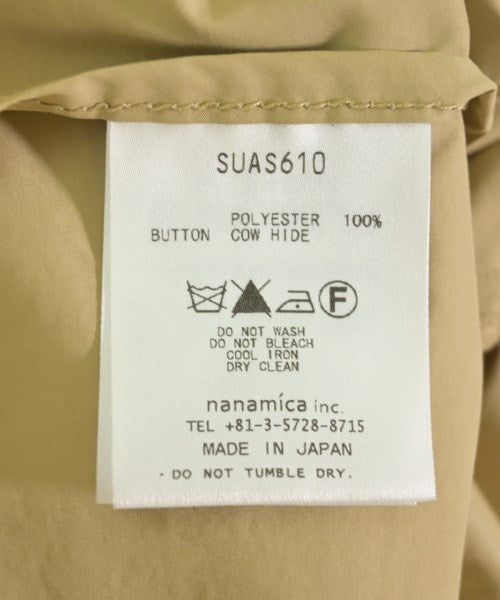 SUAS610
POLYESTER 100%
BUTTON COW HIDE
F
DO NOT WASH
DO NOT BLEACH
COOL IRON
DRY CLEAN
nanamica inc.
TEL +81-3-5728-8715
MADE IN JAPAN
- DO NOT TUMBLE DRY.